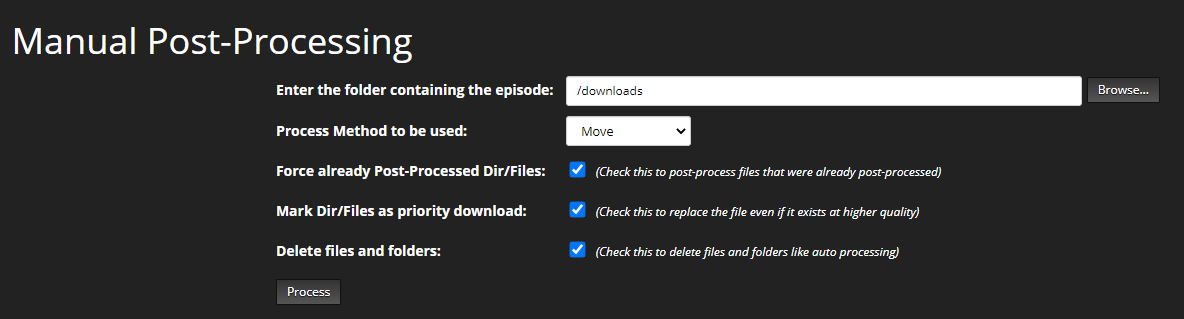 Manual Post-Processing
Enter the folder containing the episode: /downloads Browse...
Process Method to be used: Move
Force already Post-Processed Dir/Files: (Check this to post-process files that were already post-processed)
Mark Dir/Files as priority download: (Check this to replace the file even if it exists at higher quality)
Delete files and folders: (Check this to delete files and folders like auto processing)
Process